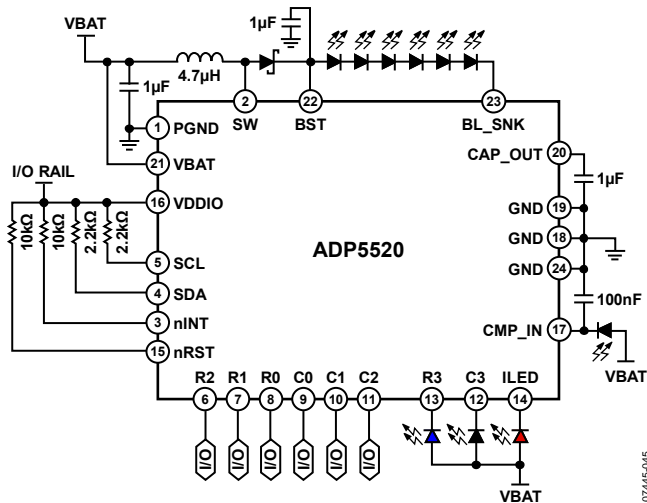 VBAT
1µF
4.7µH
1µF
2
SW
22
BST
23
BL_SNK
1
PGND
21
VBAT
I/O RAIL
16
VDDIO
10kΩ
10kΩ
2.2kΩ
2.2kΩ
5
SCL
4
SDA
3
nINT
15
nRST
ADP5520
CAP_OUT
20
1µF
GND
19
GND
18
GND
24
100nF
CMP_IN
17
VBAT
R2
R1
R0
C0
C1
C2
R3
C3
ILED
6
7
8
9
10
11
13
12
14
I/O
I/O
I/O
I/O
I/O
I/O
VBAT
07445-045